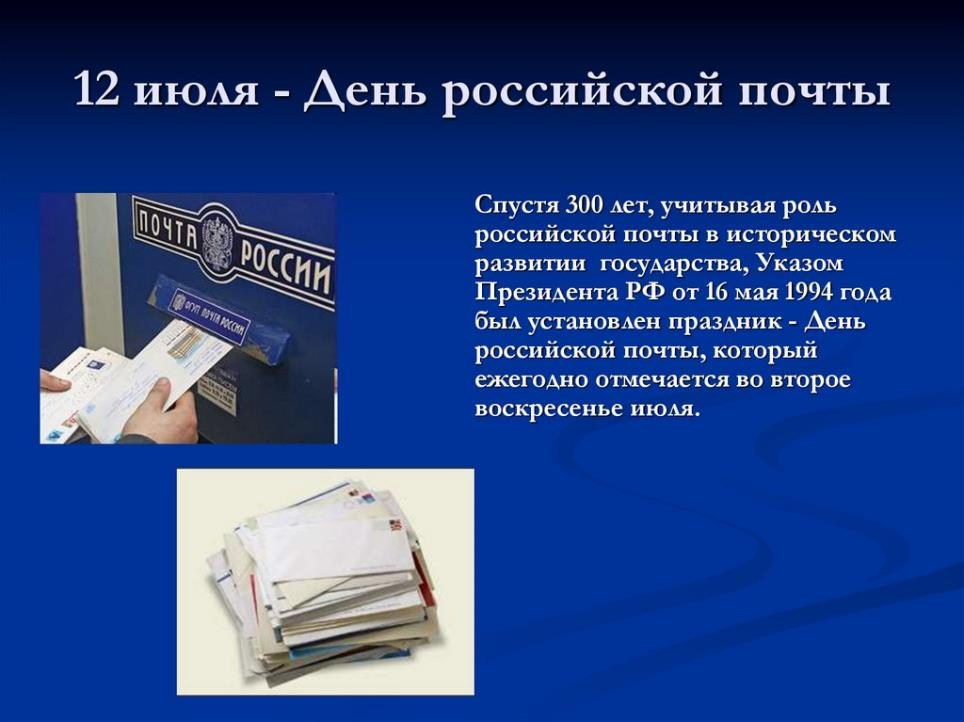 12 июля - День российской почты
ПОЧТА РОССИИ
ФГУП ПОЧТА РОССИИ
Спустя 300 лет, учитывая роль
российской почты в историческом
развитии государства, Указом
Президента РФ от 16 мая 1994 года
был установлен праздник - День
российской почты, который
ежегодно отмечается во второе
воскресенье июля.